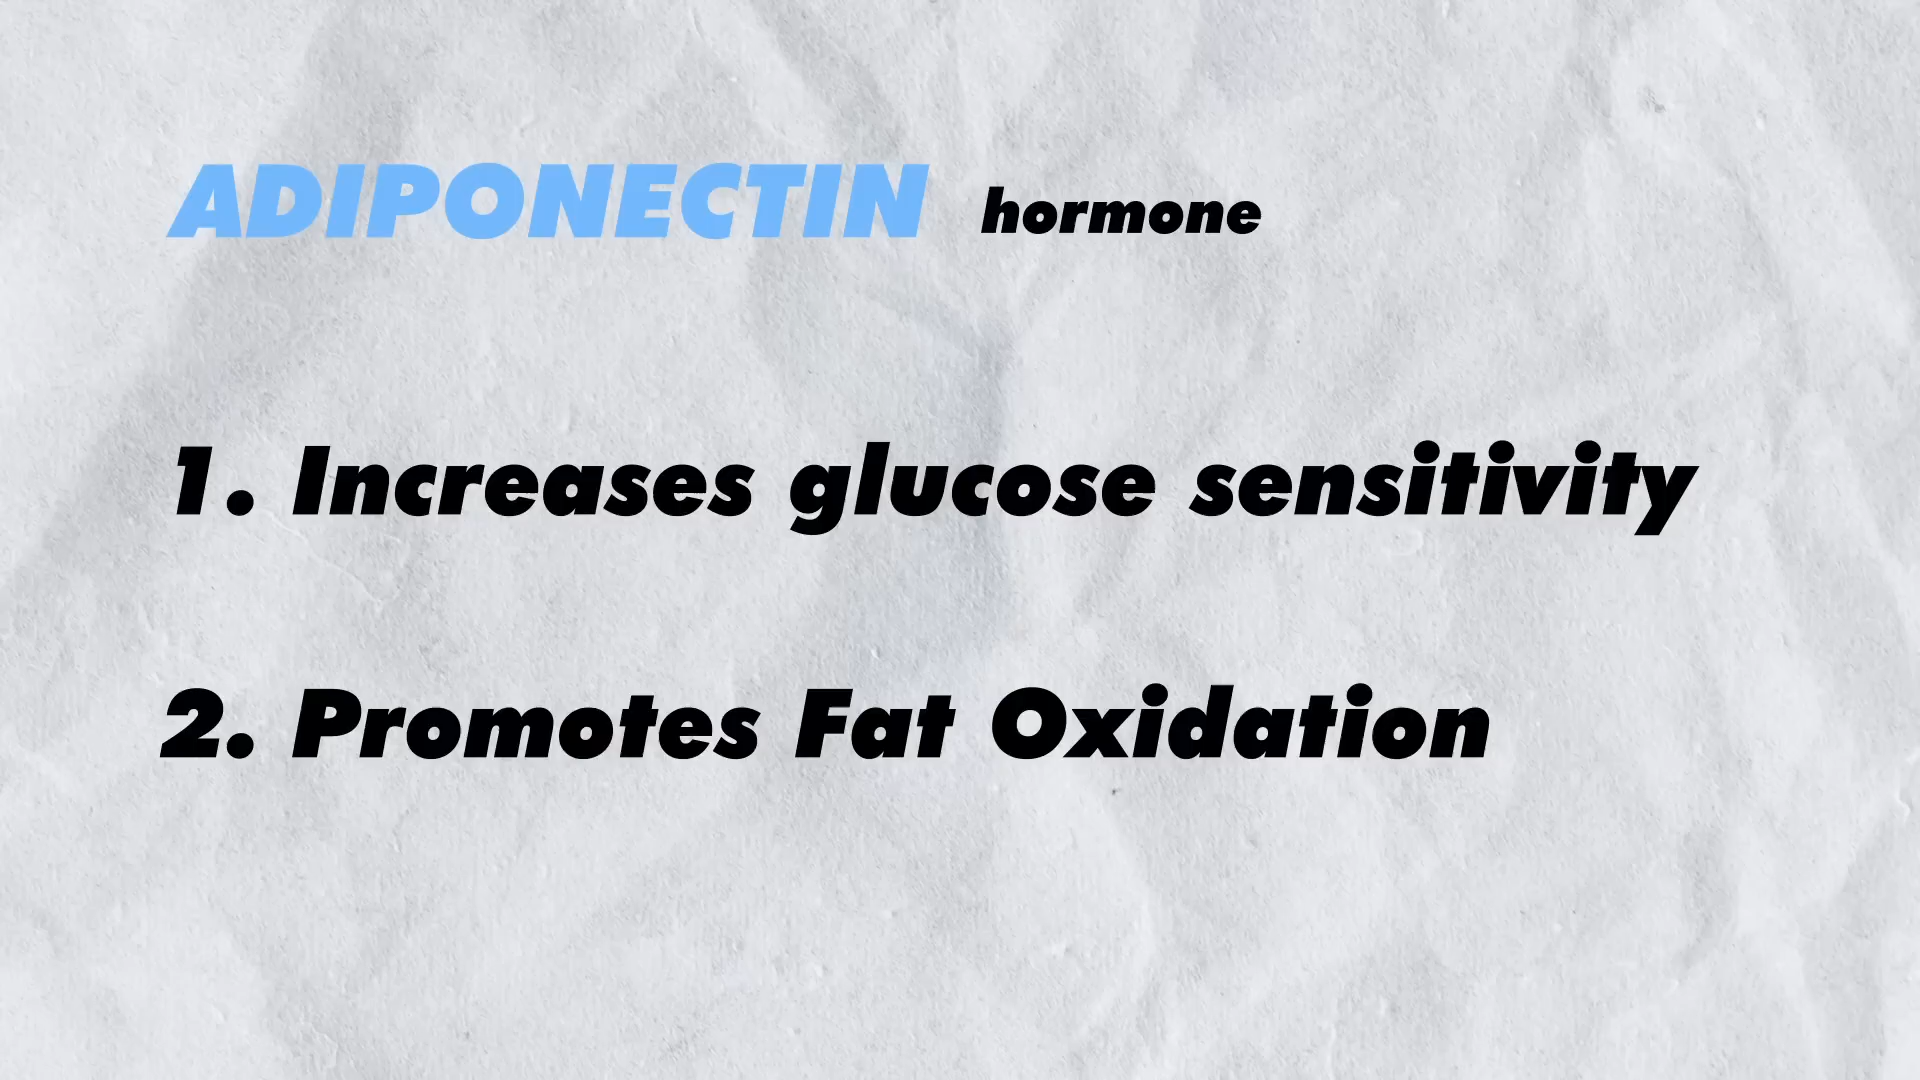 ADIPONECTIN hormone
1. Increases glucose sensitivity
2. Promotes Fat Oxidation